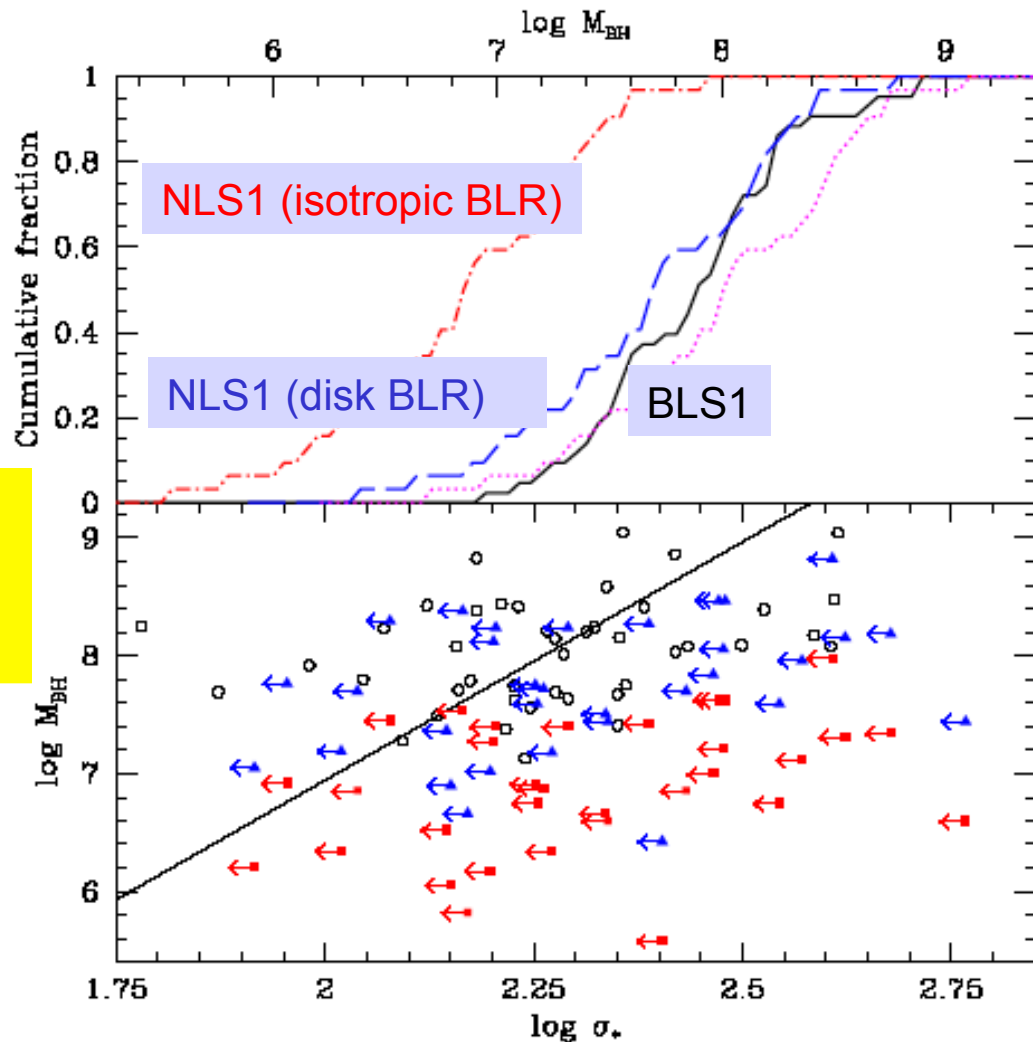 log M_BH
6 7 8 9
1
0.8
NLS1 (isotropic BLR)
0.6
Cumulative fraction
0.4
NLS1 (disk BLR)
BLS1
0.2
0
9
8
log M_BH
7
6
1.75 2 2.25 2.5 2.75
log σ*